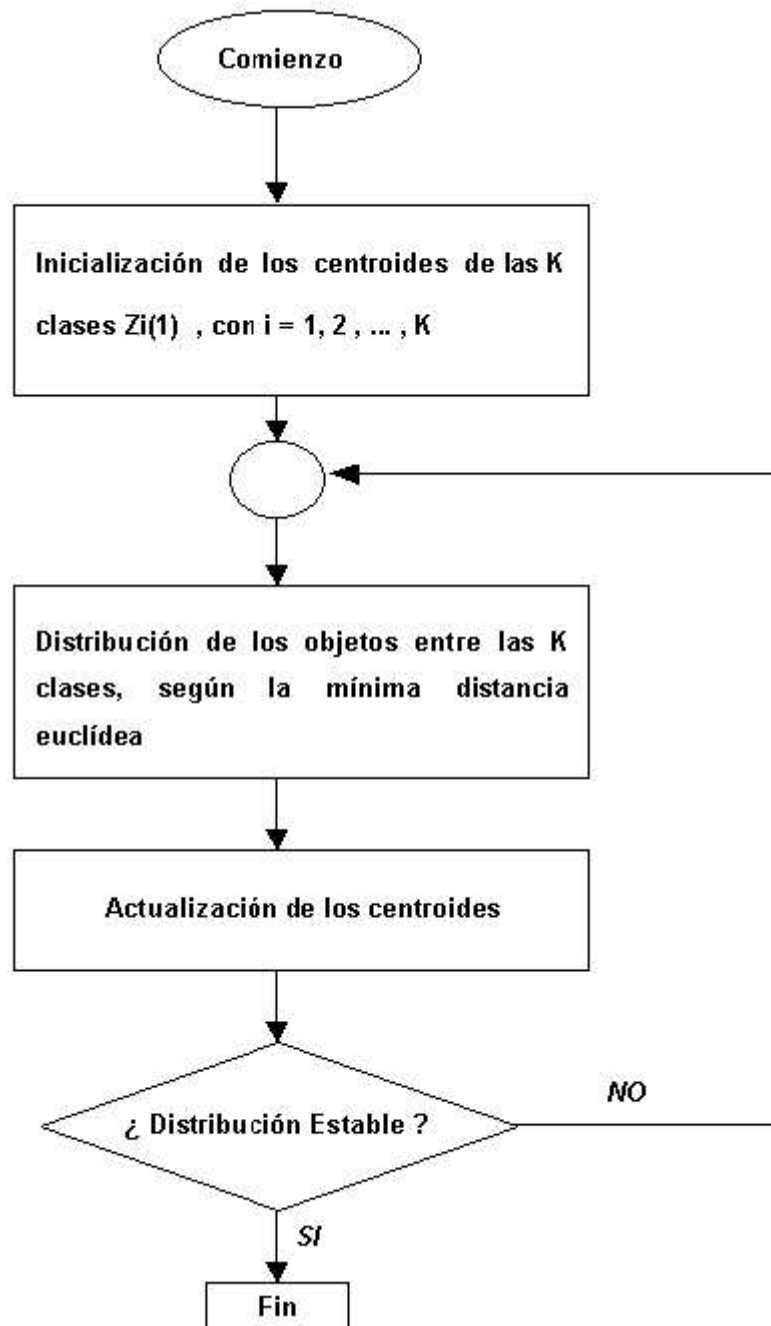 Comienzo
Inicialización de los centroides de las K
clases Zi(1) , con i = 1, 2 , ... , K
Distribución de los objetos entre las K
clases, según la mínima distancia
euclídea
Actualización de los centroides
¿ Distribución Estable ?
NO
SI
Fin